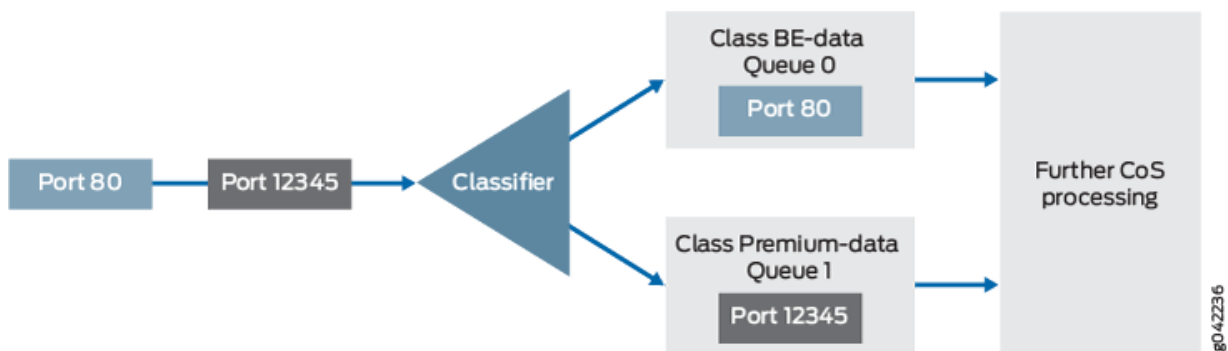 Port 80
Port 12345
Classifier
Class BE-data
Queue 0
Port 80
Class Premium-data
Queue 1
Port 12345
Further CoS
processing
g042236